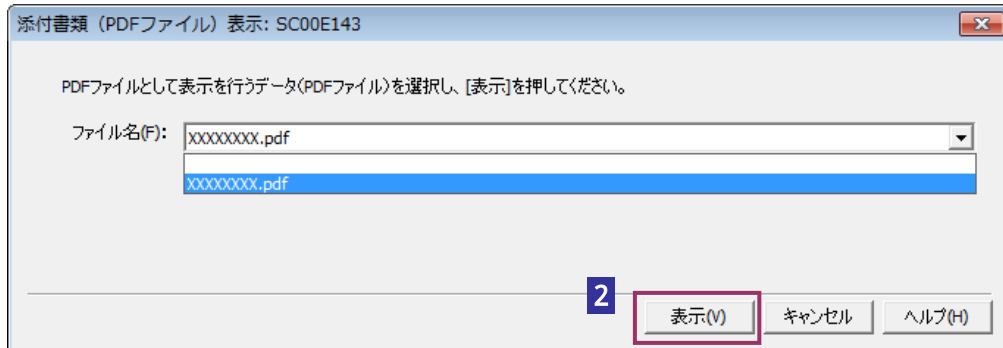 添付書類（PDFファイル）表示: SC00E143
PDFファイルとして表示を行うデータ(PDFファイル)を選択し、[表示]を押してください。
ファイル名(F): XXXXXXXX.pdf
XXXXXXXX.pdf
2
表示(V) キャンセル ヘルプ(H)